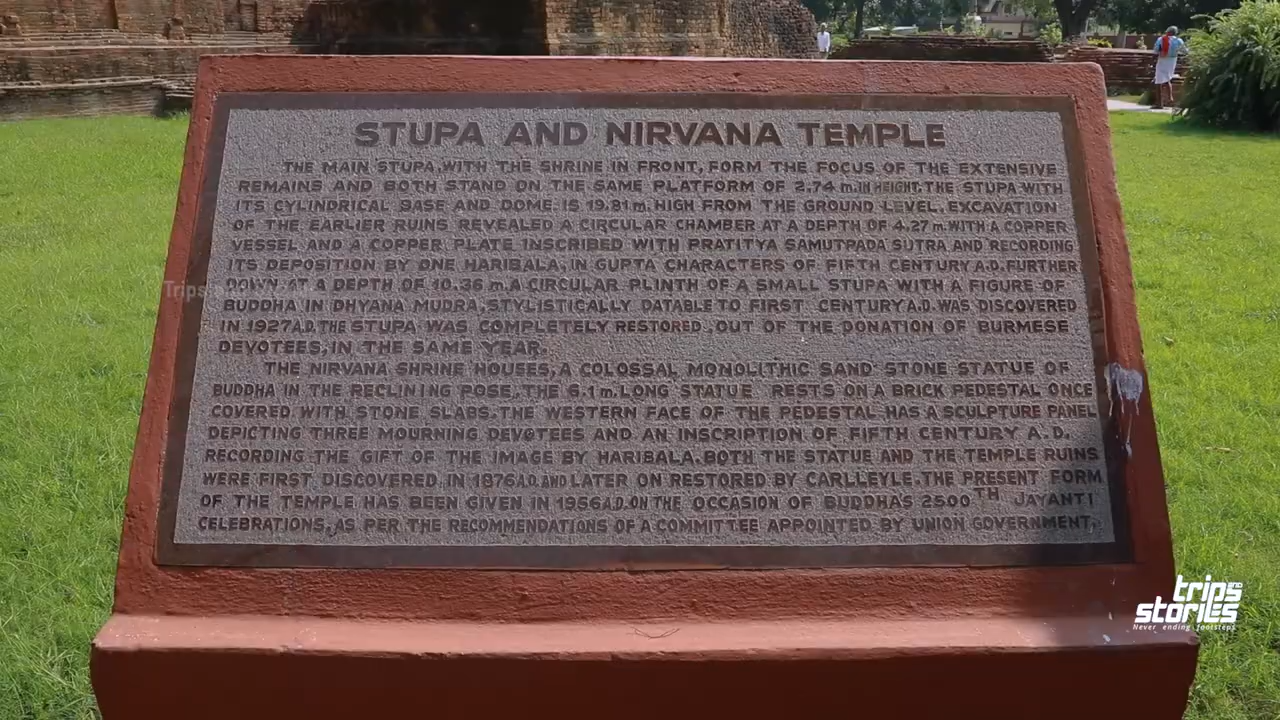 STUPA AND NIRVANA TEMPLE
THE MAIN STUPA, WITH THE SHRINE IN FRONT, FORM THE FOCUS OF THE EXTENSIVE
REMAINS AND BOTH STAND ON THE SAME PLATFORM OF 2.74 m. IN HEIGHT. THE STUPA WITH
ITS CYLINDRICAL BASE AND DOME IS 19.81 m. HIGH FROM THE GROUND LEVEL. EXCAVATION
OF THE EARLIER RUINS REVEALED A CIRCULAR CHAMBER AT A DEPTH OF 4.27 m. WITH A COPPER
VESSEL AND A COPPER PLATE INSCRIBED WITH PRATITYA SAMUTPADA SUTRA AND RECORDING
ITS DEPOSITION BY ONE HARIBALA, IN GUPTA CHARACTERS OF FIFTH CENTURY A.D. FURTHER
DOWN AT A DEPTH OF 10.36 m. A CIRCULAR PLINTH OF A SMALL STUPA WITH A FIGURE OF
BUDDHA IN DHYANA MUDRA, STYLISTICALLY DATABLE TO FIRST CENTURY A.D. WAS DISCOVERED
IN 1927 A.D. THE STUPA WAS COMPLETELY RESTORED, OUT OF THE DONATION OF BURMESE
DEVOTEES, IN THE SAME YEAR.
THE NIRVANA SHRINE HOUSES, A COLOSSAL MONOLITHIC SAND STONE STATUE OF
BUDDHA IN THE RECLINING POSE, THE 6.1 m. LONG STATUE RESTS ON A BRICK PEDESTAL ONCE
COVERED WITH STONE SLABS. THE WESTERN FACE OF THE PEDESTAL HAS A SCULPTURE PANEL
DEPICTING THREE MOURNING DEVOTEES AND AN INSCRIPTION OF FIFTH CENTURY A.D.
RECORDING THE GIFT OF THE IMAGE BY HARIBALA. BOTH THE STATUE AND THE TEMPLE RUINS
WERE FIRST DISCOVERED IN 1876 A.D. AND LATER ON RESTORED BY CARLLEYLE. THE PRESENT FORM
OF THE TEMPLE HAS BEEN GIVEN IN 1956 A.D. ON THE OCCASION OF BUDDHA'S 2500TH JAYANTI
CELEBRATIONS, AS PER THE RECOMMENDATIONS OF A COMMITTEE APPOINTED BY UNION GOVERNMENT,
trips
stories
Never ending footsteps